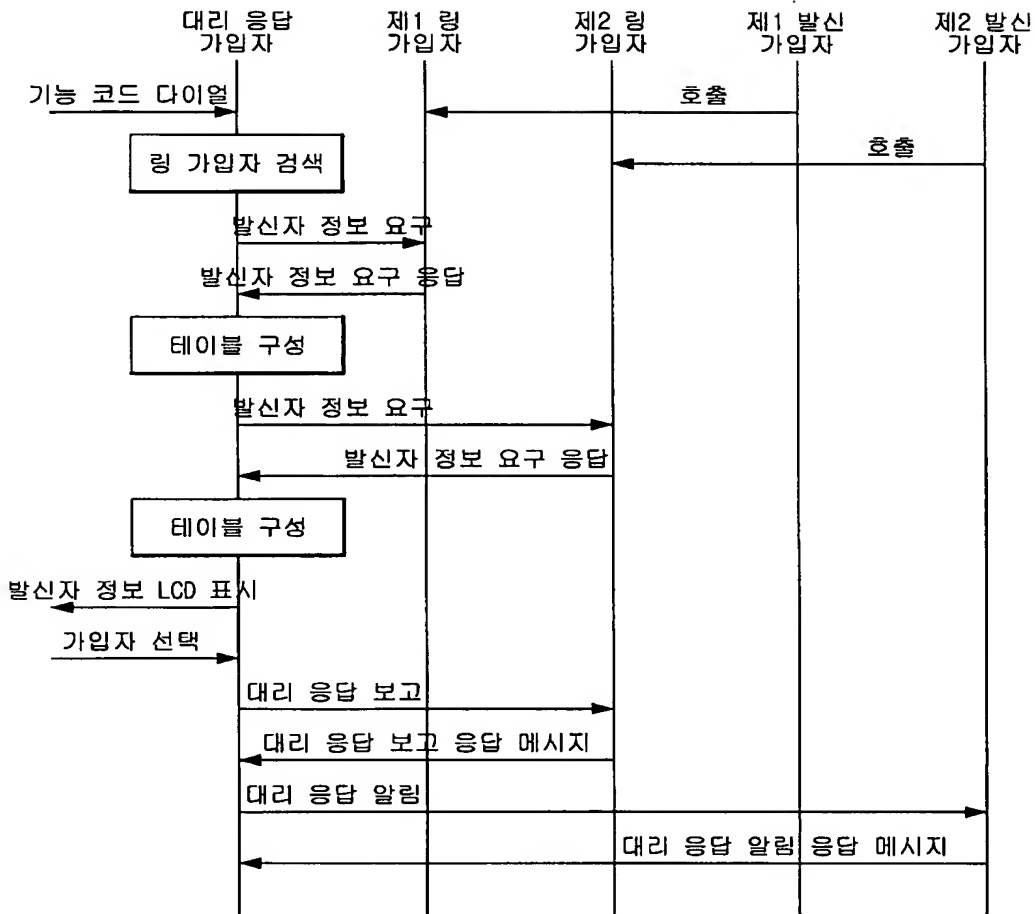 대리 응답
가입자
제1 링
가입자
제2 링
가입자
제1 발신
가입자
제2 발신
가입자
기능 코드 다이얼
호출
호출
링 가입자 검색
발신자 정보 요구
발신자 정보 요구 응답
테이블 구성
발신자 정보 요구
발신자 정보 요구 응답
테이블 구성
발신자 정보 LCD 표시
가입자 선택
대리 응답 보고
대리 응답 보고 응답 메시지
대리 응답 알림
대리 응답 알림 응답 메시지